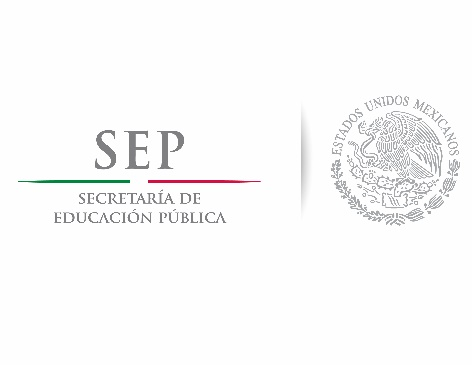 SEP
SECRETARÍA DE
EDUCACIÓN PÚBLICA
ESTADOS UNIDOS MEXICANOS